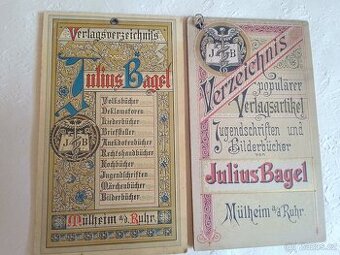 Verlagsverzeichnis
Julius Bagel
Volksbücher
Deklamatoren
Liederbücher
Briefsteller
Anekdotenbücher
Rechtshandbücher
Kochbücher
Jugendschriften
Märchenbücher
Bilderbücher
J B
Mülheim a/d. Ruhr.
J B
Verzeichnis
populärer
Verlagsartikel
Jugendschriften und
Bilderbücher
von
Julius Bagel
Mülheim a/d. Ruhr.